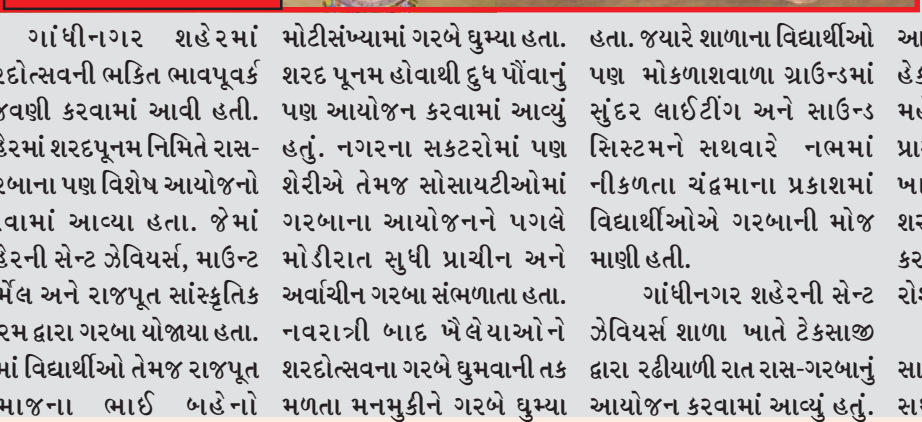 ગાંધીનગર શહેરમાં
રદોત્સવની ભક્તિ ભાવપૂવર્ક
જવણી કરવામાં આવી હતી.
હેરમાં શરદપૂનમ નિમિતે રાસ-
રબાના પણ વિશેષ આયોજનો
વામાં આવ્યા હતા. જેમાં
હેરની સેન્ટ ઝેવિયર્સ, માઉન્ટ
ર્મેલ અને રાજપૂત સાંસ્કૃતિક
રમ દ્વારા ગરબા યોજાયા હતા.
માં વિદ્યાર્થીઓ તેમજ રાજપૂત
માજના ભાઈ બહેનો
મોટીસંખ્યામાં ગરબે ઘુમ્યા હતા.
શરદ પૂનમ હોવાથી દુધ પૌંવાનું
પણ આયોજન કરવામાં આવ્યું
હતું. નગરના સકટરોમાં પણ
શેરીએ તેમજ સોસાયટીઓમાં
ગરબાના આયોજનને પગલે
મોડીરાત સુધી પ્રાચીન અને
અર્વાચીન ગરબા સંભળાતા હતા.
નવરાત્રી બાદ ખૈલેયાઓને
શરદોત્સવના ગરબે ઘુમવાની તક
મળતા મનમુકીને ગરબે ઘુમ્યા
હતા. જયારે શાળાના વિદ્યાર્થીઓ
પણ મોકળાશવાળા ગ્રાઉન્ડમાં
સુંદર લાઈટીંગ અને સાઉન્ડ
સિસ્ટમને સથવારે નભમાં
નીકળતા ચંદ્રમાના પ્રકાશમાં
વિદ્યાર્થીઓએ ગરબાની મોજ
માણી હતી.
ગાંધીનગર શહેરની સેન્ટ
ઝેવિયર્સ શાળા ખાતે ટેકસાજી
દ્વારા રઢીયાળી રાત રાસ-ગરબાનું
આયોજન કરવામાં આવ્યું હતું.